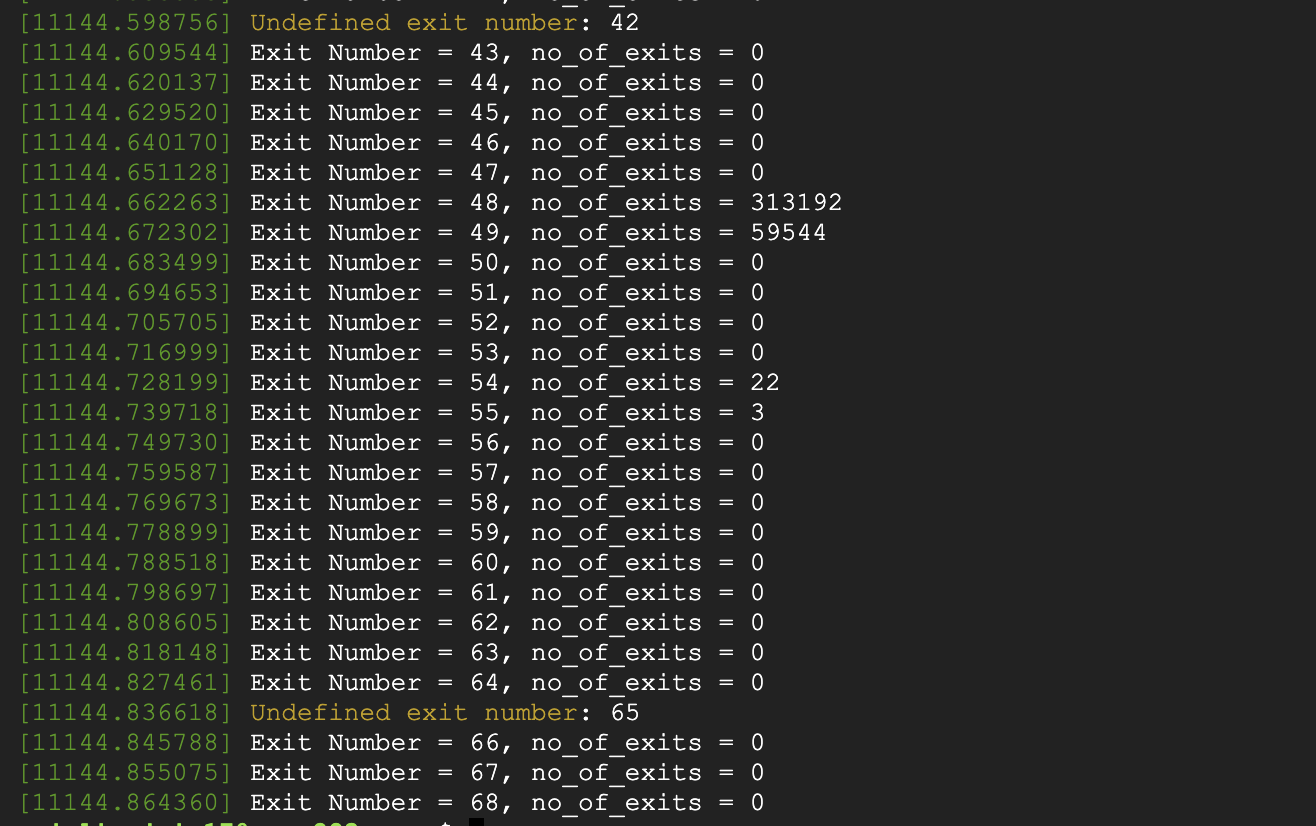 [11144.598756] Undefined exit number: 42
[11144.609544] Exit Number = 43, no_of_exits = 0
[11144.620137] Exit Number = 44, no_of_exits = 0
[11144.629520] Exit Number = 45, no_of_exits = 0
[11144.640170] Exit Number = 46, no_of_exits = 0
[11144.651128] Exit Number = 47, no_of_exits = 0
[11144.662263] Exit Number = 48, no_of_exits = 313192
[11144.672302] Exit Number = 49, no_of_exits = 59544
[11144.683499] Exit Number = 50, no_of_exits = 0
[11144.694653] Exit Number = 51, no_of_exits = 0
[11144.705705] Exit Number = 52, no_of_exits = 0
[11144.716999] Exit Number = 53, no_of_exits = 0
[11144.728199] Exit Number = 54, no_of_exits = 22
[11144.739718] Exit Number = 55, no_of_exits = 3
[11144.749730] Exit Number = 56, no_of_exits = 0
[11144.759587] Exit Number = 57, no_of_exits = 0
[11144.769673] Exit Number = 58, no_of_exits = 0
[11144.778899] Exit Number = 59, no_of_exits = 0
[11144.788518] Exit Number = 60, no_of_exits = 0
[11144.798697] Exit Number = 61, no_of_exits = 0
[11144.808605] Exit Number = 62, no_of_exits = 0
[11144.818148] Exit Number = 63, no_of_exits = 0
[11144.827461] Exit Number = 64, no_of_exits = 0
[11144.836618] Undefined exit number: 65
[11144.845788] Exit Number = 66, no_of_exits = 0
[11144.855075] Exit Number = 67, no_of_exits = 0
[11144.864360] Exit Number = 68, no_of_exits = 0